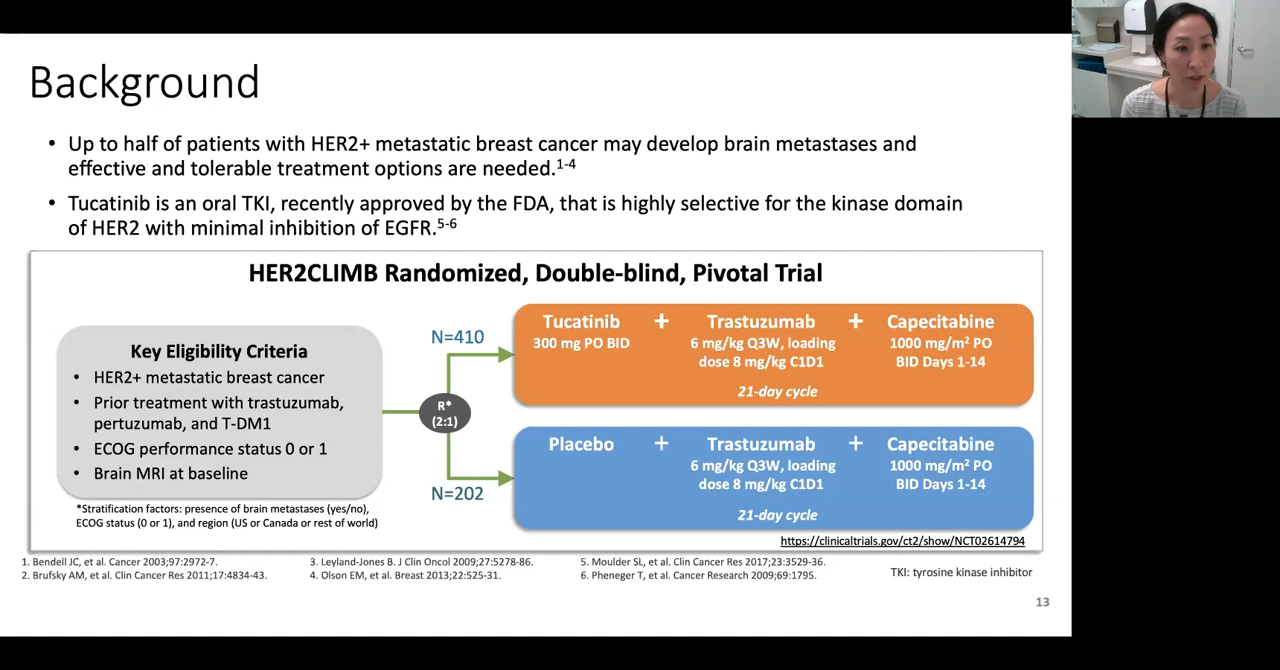 Background
• Up to half of patients with HER2+ metastatic breast cancer may develop brain metastases and
effective and tolerable treatment options are needed.1-4
• Tucatinib is an oral TKI, recently approved by the FDA, that is highly selective for the kinase domain
of HER2 with minimal inhibition of EGFR.5-6
HER2CLIMB Randomized, Double-blind, Pivotal Trial
Key Eligibility Criteria
• HER2+ metastatic breast cancer
• Prior treatment with trastuzumab,
pertuzumab, and T-DM1
• ECOG performance status 0 or 1
• Brain MRI at baseline
*Stratification factors: presence of brain metastases (yes/no),
ECOG status (0 or 1), and region (US or Canada or rest of world)
R*
(2:1)
N=410
Tucatinib + Trastuzumab + Capecitabine
300 mg PO BID 6 mg/kg Q3W, loading 1000 mg/m2 PO
dose 8 mg/kg C1D1 BID Days 1-14
21-day cycle
N=202
Placebo + Trastuzumab + Capecitabine
6 mg/kg Q3W, loading 1000 mg/m2 PO
dose 8 mg/kg C1D1 BID Days 1-14
21-day cycle
https://clinicaltrials.gov/ct2/show/NCT02614794
1. Bendell JC, et al. Cancer 2003;97:2972-7.
2. Brufsky AM, et al. Clin Cancer Res 2011;17:4834-43.
3. Leyland-Jones B. J Clin Oncol 2009;27:5278-86.
4. Olson EM, et al. Breast 2013;22:525-31.
5. Moulder SL, et al. Clin Cancer Res 2017;23:3529-36.
6. Pheneger T, et al. Cancer Research 2009;69:1795.
TKI: tyrosine kinase inhibitor
13